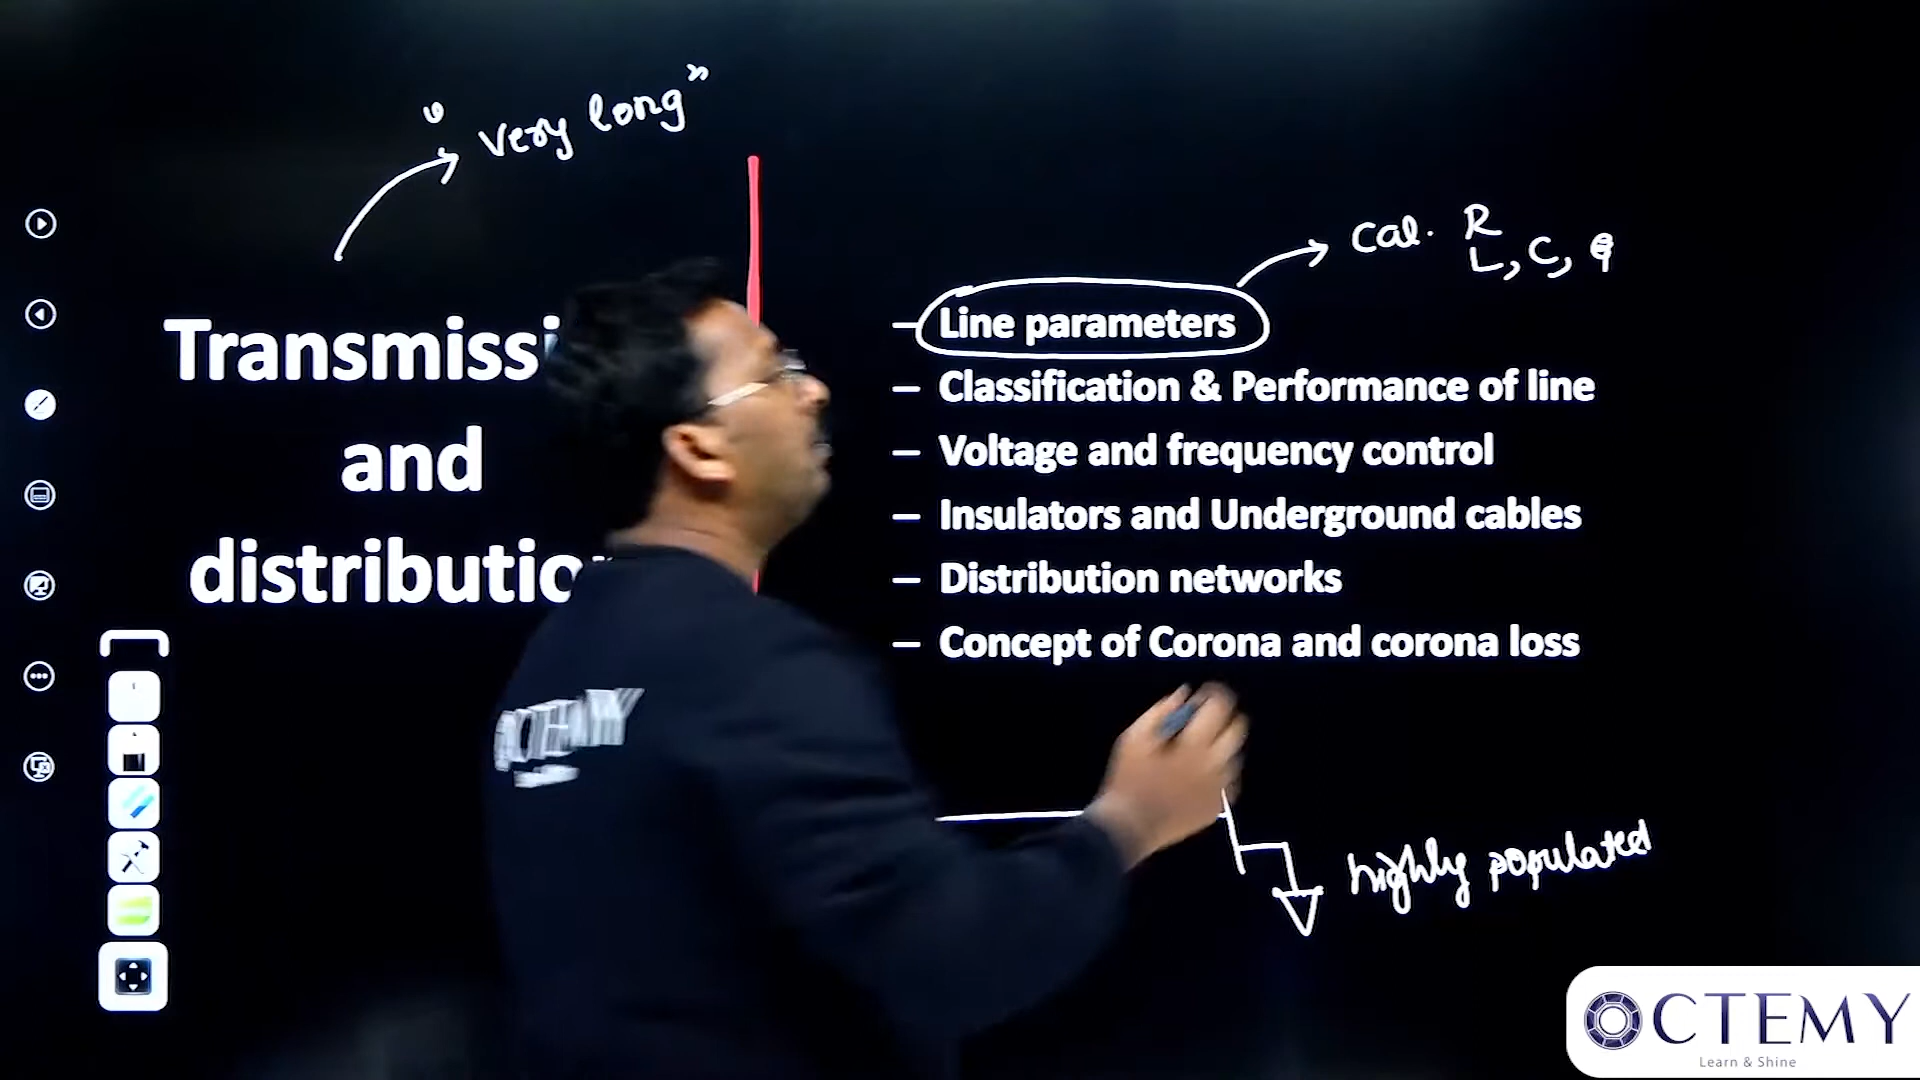 "very long"
Cal. R
L, C, G
Transmissi
and
distributio
– Line parameters
– Classification & Performance of line
– Voltage and frequency control
– Insulators and Underground cables
– Distribution networks
– Concept of Corona and corona loss
OCTEMY
highly populated
OCTEMY
Learn & Shine